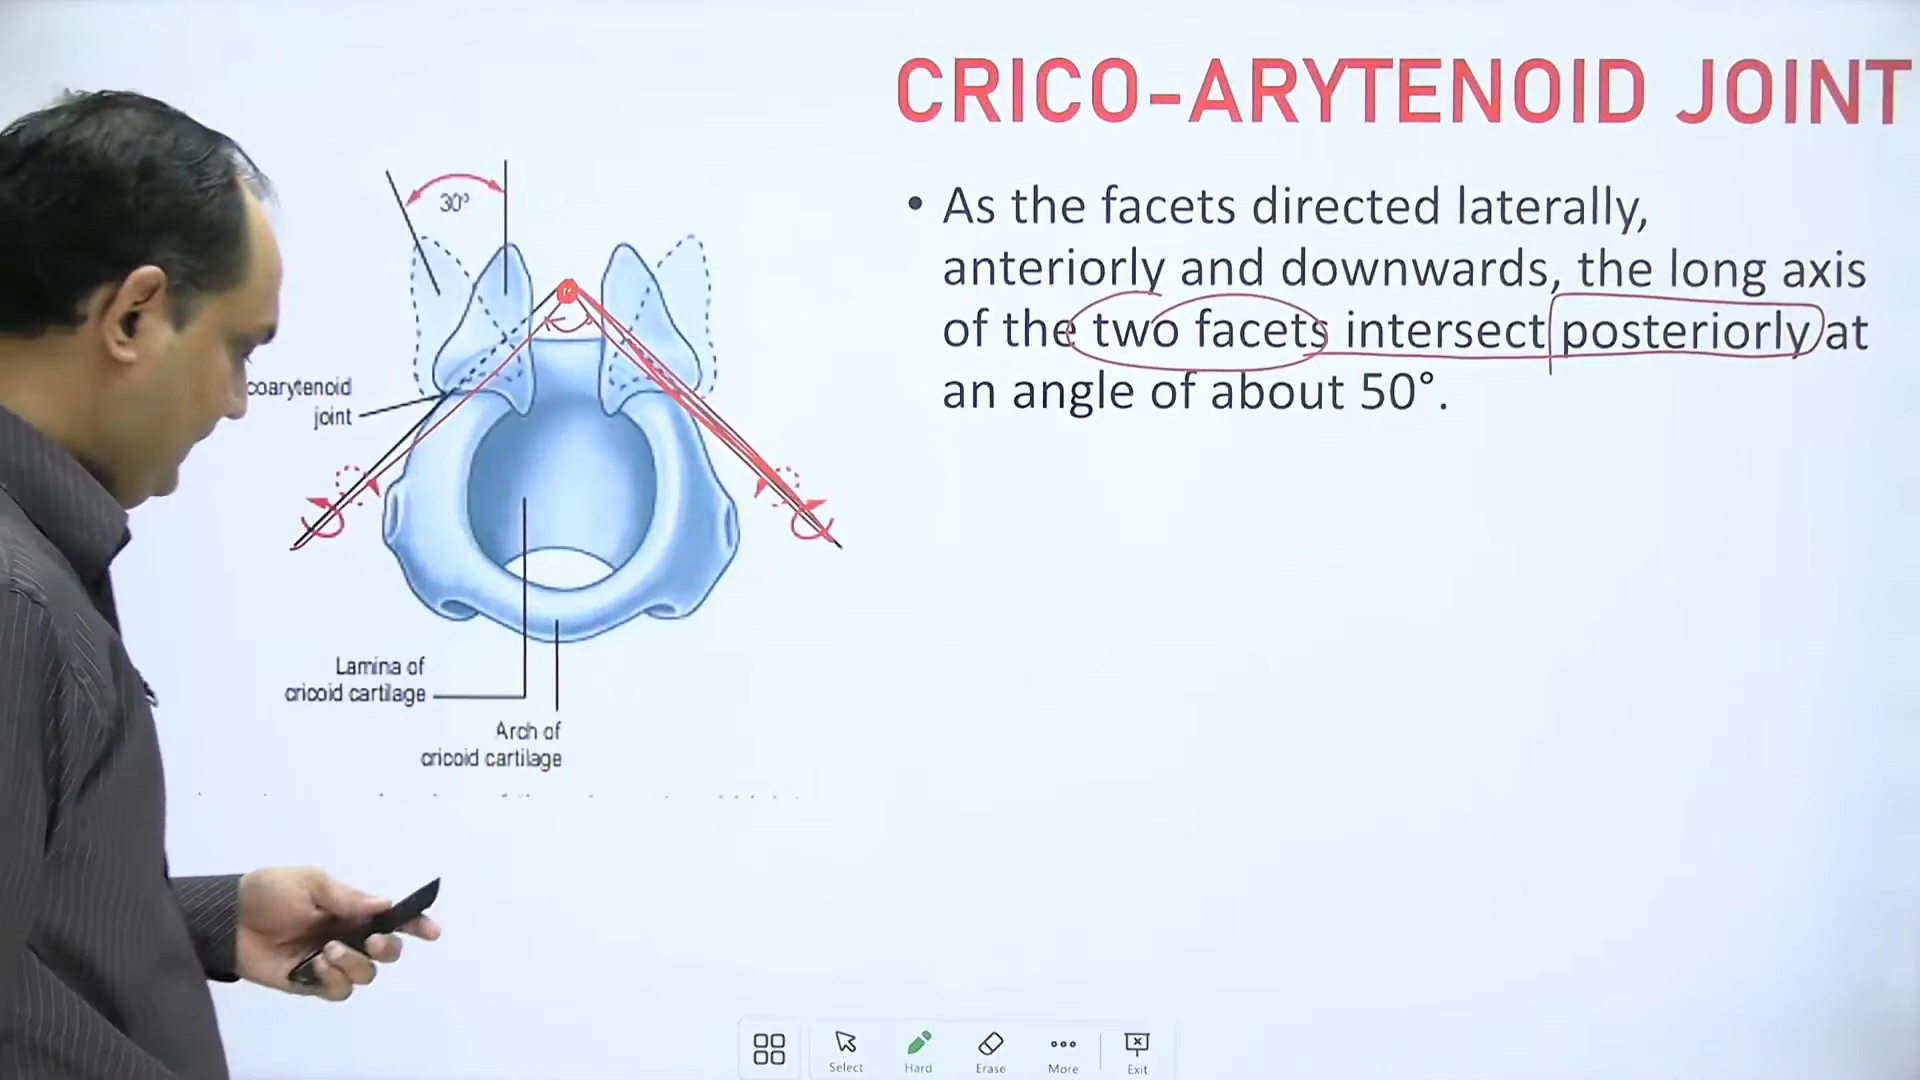 CRICO-ARYTENOID JOINT
30°
• As the facets directed laterally,
anteriorly and downwards, the long axis
of the two facets intersect posteriorly at
an angle of about 50°.
coarytenoid
joint
Lamina of
cricoid cartilage
Arch of
cricoid cartilage
Select
Hard
Erase
More
Exit